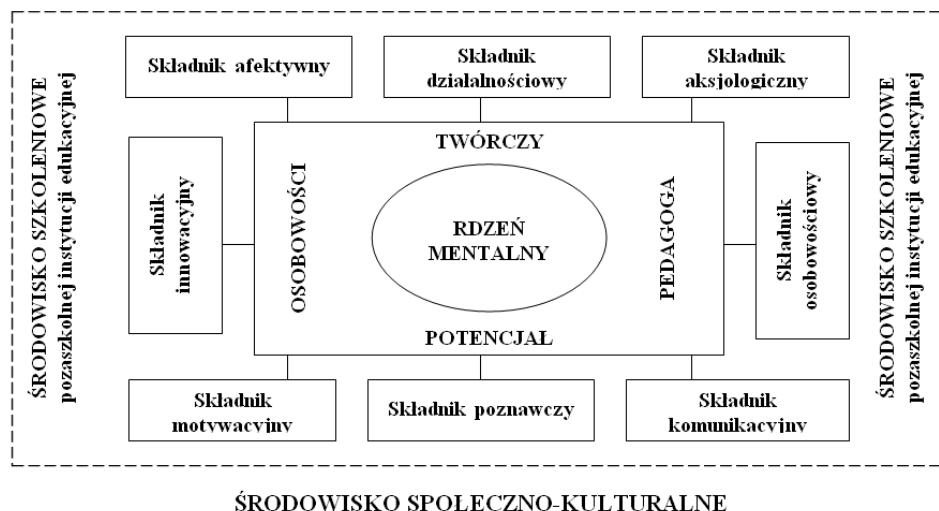 ŚRODOWISKO SZKOLENIOWE
pozaszkolnej instytucji edukacyjnej
Składnik afektywny
Składnik
działalnościowy
Składnik
aksjologiczny
Składnik
innowacyjny
TWÓRCZY
OSOBOWOŚCI
RDZEŃ
MENTALNY
PEDAGOGA
POTENCJAŁ
Składnik
osobowościowy
Składnik
motywacyjny
Składnik poznawczy
Składnik
komunikacyjny
ŚRODOWISKO SZKOLENIOWE
pozaszkolnej instytucji edukacyjnej
ŚRODOWISKO SPOŁECZNO-KULTURALNE